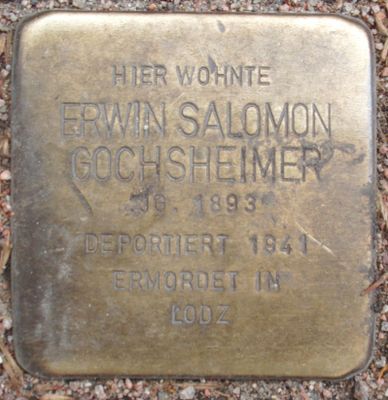 HIER WOHNTE
ERWIN SALOMON
GOCHSHEIMER
JG. 1893
DEPORTIERT 1941
ERMORDET IN
LODZ